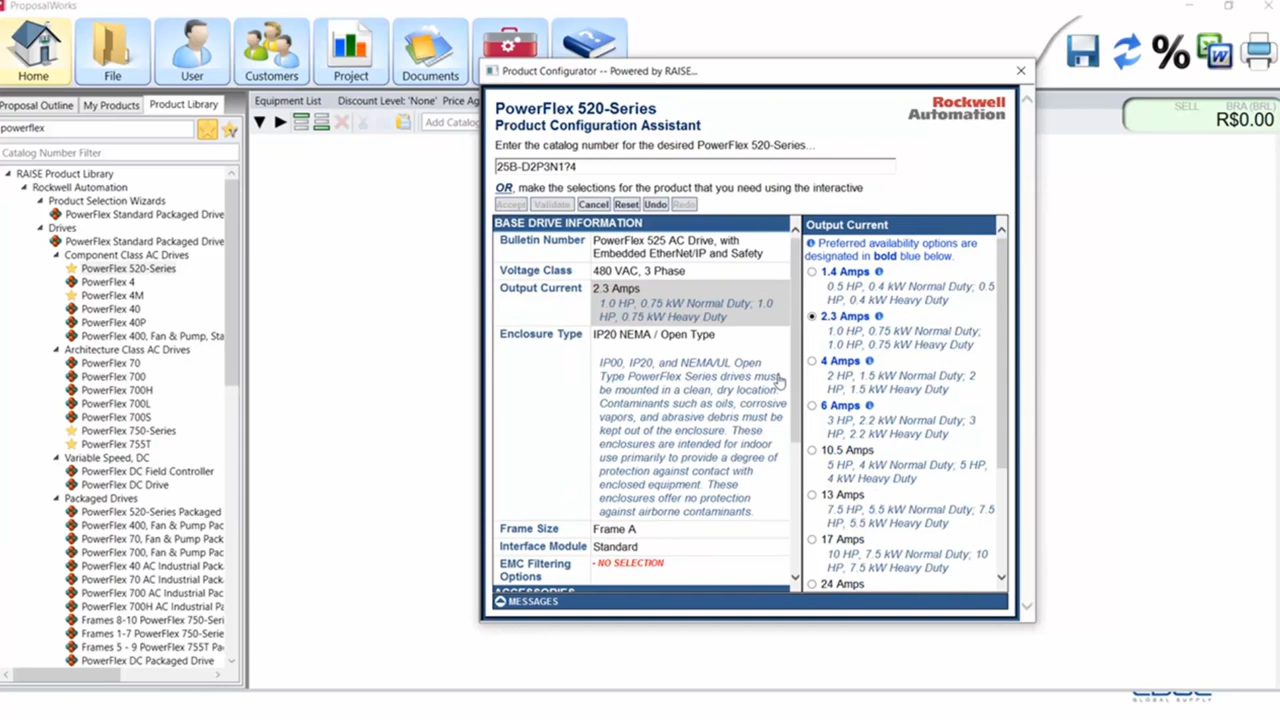 ProposalWorks
Home
File
User
Customers
Project
Documents
Proposal Outline
My Products
Product Library
powerflex
Catalog Number Filter
RAISE Product Library
Rockwell Automation
Product Selection Wizards
PowerFlex Standard Packaged Drive
Drives
PowerFlex Standard Packaged Drive
Component Class AC Drives
PowerFlex 520-Series
PowerFlex 4
PowerFlex 4M
PowerFlex 40
PowerFlex 40P
PowerFlex 400, Fan & Pump, Sta
Architecture Class AC Drives
PowerFlex 70
PowerFlex 700
PowerFlex 700H
PowerFlex 700L
PowerFlex 700S
PowerFlex 750-Series
PowerFlex 755T
Variable Speed, DC
PowerFlex DC Field Controller
PowerFlex DC Drive
Packaged Drives
PowerFlex 520-Series Packaged
PowerFlex 400, Fan & Pump Pac
PowerFlex 70, Fan & Pump Pack
PowerFlex 700, Fan & Pump Pac
PowerFlex 40 AC Industrial Pack
PowerFlex 70 AC Industrial Pack
PowerFlex 700 AC Industrial Pac
PowerFlex 700H AC Industrial Pa
Frames 8-10 PowerFlex 750-Seri
Frames 1-7 PowerFlex 750-Serie
Frames 5 - 9 PowerFlex 755T Pa
PowerFlex DC Packaged Drive
Equipment List
Discount Level: 'None'
Price Ag
Add Catalo
Product Configurator -- Powered by RAISE...
PowerFlex 520-Series
Product Configuration Assistant
Rockwell
Automation
Enter the catalog number for the desired PowerFlex 520-Series...
25B-D2P3N1?4
OR, make the selections for the product that you need using the interactive
Accept
Validate
Cancel
Reset
Undo
Redo
BASE DRIVE INFORMATION
Bulletin Number
PowerFlex 525 AC Drive, with
Embedded EtherNet/IP and Safety
Voltage Class
480 VAC, 3 Phase
Output Current
2.3 Amps
1.0 HP, 0.75 kW Normal Duty; 1.0
HP, 0.75 kW Heavy Duty
Enclosure Type
IP20 NEMA / Open Type
IP00, IP20, and NEMA/UL Open
Type PowerFlex Series drives must
be mounted in a clean, dry location.
Contaminants such as oils, corrosive
vapors, and abrasive debris must be
kept out of the enclosure. These
enclosures are intended for indoor
use primarily to provide a degree of
protection against contact with
enclosed equipment. These
enclosures offer no protection
against airborne contaminants.
Frame Size
Frame A
Interface Module
Standard
EMC Filtering
Options
- NO SELECTION
ACCESSORIES
MESSAGES
Output Current
Preferred availability options are
designated in bold blue below.
1.4 Amps
0.5 HP, 0.4 kW Normal Duty; 0.5
HP, 0.4 kW Heavy Duty
2.3 Amps
1.0 HP, 0.75 kW Normal Duty;
1.0 HP, 0.75 kW Heavy Duty
4 Amps
2 HP, 1.5 kW Normal Duty; 2
HP, 1.5 kW Heavy Duty
6 Amps
3 HP, 2.2 kW Normal Duty; 3
HP, 2.2 kW Heavy Duty
10.5 Amps
5 HP, 4 kW Normal Duty; 5 HP,
4 kW Heavy Duty
13 Amps
7.5 HP, 5.5 kW Normal Duty; 7.5
HP, 5.5 kW Heavy Duty
17 Amps
10 HP, 7.5 kW Normal Duty; 10
HP, 7.5 kW Heavy Duty
24 Amps
SELL
BRA (BRL)
R$0.00
GLOBAL SUPPLY